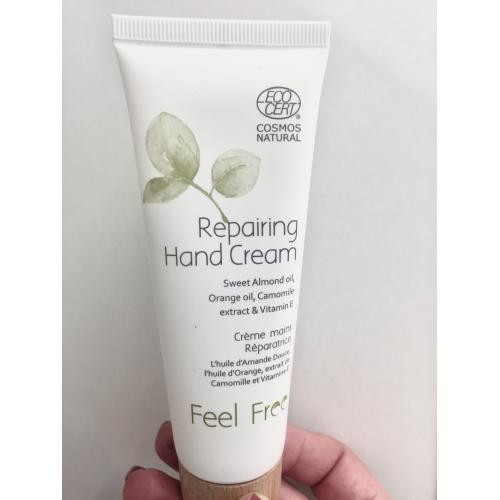 ECO
CERT
®
COSMOS
NATURAL
Repairing
Hand Cream
Sweet Almond oil,
Orange oil, Camomile
extract & Vitamin E
Crème mains
Réparatrice
L'huile d'Amande Douce,
l'huile d'Orange, extrait de
Camomille et Vitamine E
Feel Free